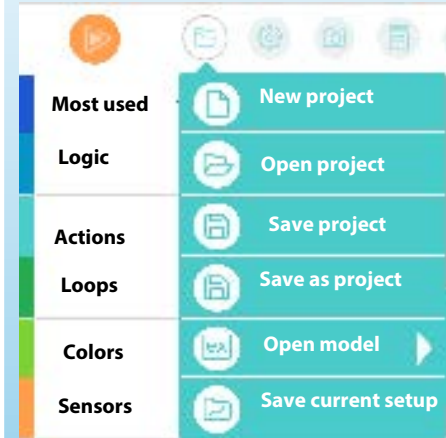 Most used
New project
Logic
Open project
Actions
Save project
Loops
Save as project
Colors
Open model
Sensors
Save current setup